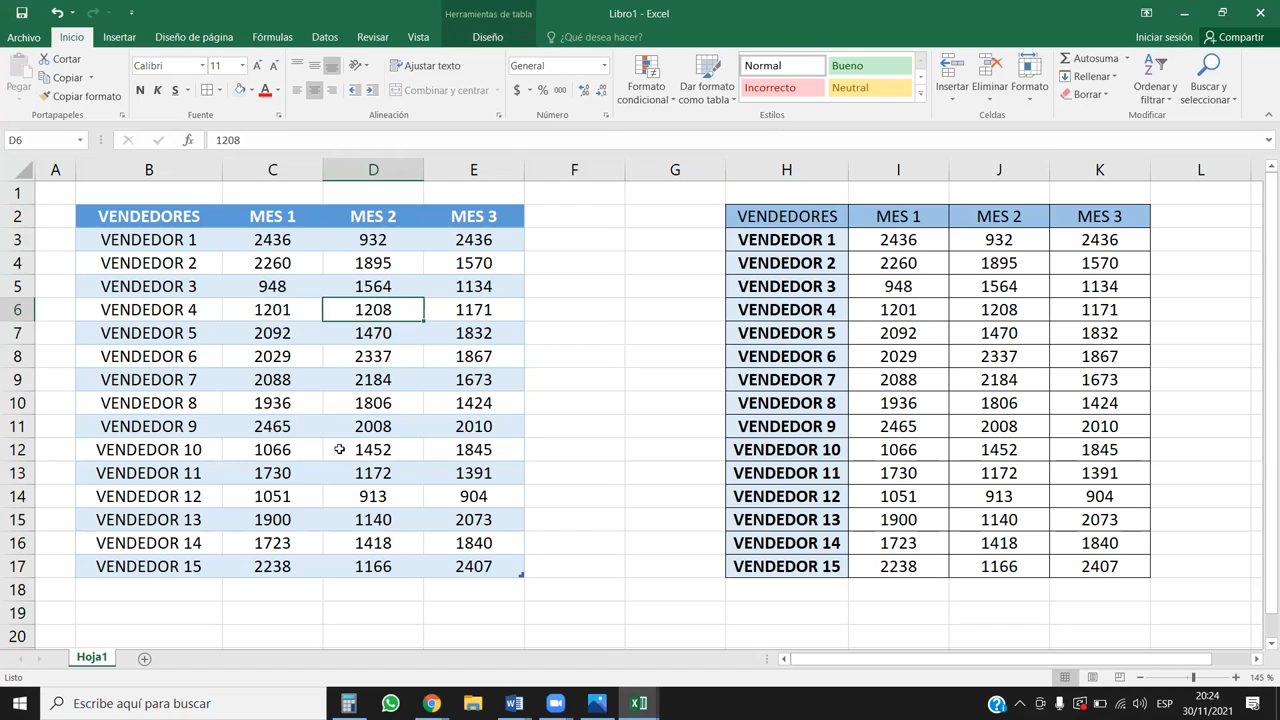 Herramientas de tabla
Libro1 - Excel
Archivo Inicio Insertar Diseño de página Fórmulas Datos Revisar Vista Diseño ¿Qué desea hacer? Iniciar sesión Compartir
Pegar
Cortar
Copiar
Copiar formato
Portapapeles
Calibri 11
N K S
Fuente
Ajustar texto
Combinar y centrar
Alineación
General
$ % 000
Número
Formato condicional
Dar formato como tabla
Normal Bueno
Incorrecto Neutral
Estilos
Insertar Eliminar Formato
Celdas
Autosuma
Rellenar
Borrar
Ordenar y filtrar
Buscar y seleccionar
Modificar
D6 fx 1208
A B C D E F G H I J K L
1
2 VENDEDORES MES 1 MES 2 MES 3 VENDEDORES MES 1 MES 2 MES 3
3 VENDEDOR 1 2436 932 2436 VENDEDOR 1 2436 932 2436
4 VENDEDOR 2 2260 1895 1570 VENDEDOR 2 2260 1895 1570
5 VENDEDOR 3 948 1564 1134 VENDEDOR 3 948 1564 1134
6 VENDEDOR 4 1201 1208 1171 VENDEDOR 4 1201 1208 1171
7 VENDEDOR 5 2092 1470 1832 VENDEDOR 5 2092 1470 1832
8 VENDEDOR 6 2029 2337 1867 VENDEDOR 6 2029 2337 1867
9 VENDEDOR 7 2088 2184 1673 VENDEDOR 7 2088 2184 1673
10 VENDEDOR 8 1936 1806 1424 VENDEDOR 8 1936 1806 1424
11 VENDEDOR 9 2465 2008 2010 VENDEDOR 9 2465 2008 2010
12 VENDEDOR 10 1066 1452 1845 VENDEDOR 10 1066 1452 1845
13 VENDEDOR 11 1730 1172 1391 VENDEDOR 11 1730 1172 1391
14 VENDEDOR 12 1051 913 904 VENDEDOR 12 1051 913 904
15 VENDEDOR 13 1900 1140 2073 VENDEDOR 13 1900 1140 2073
16 VENDEDOR 14 1723 1418 1840 VENDEDOR 14 1723 1418 1840
17 VENDEDOR 15 2238 1166 2407 VENDEDOR 15 2238 1166 2407
18
19
20
Hoja1
Listo 145 %
Escribe aquí para buscar
ESP
20:24
30/11/2021